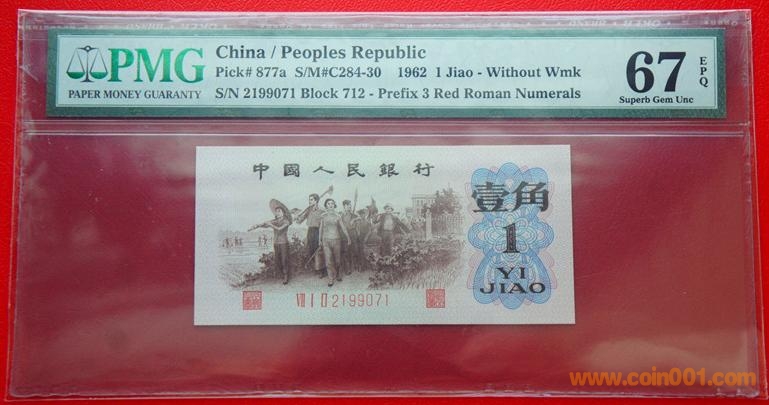 PMG
PAPER MONEY GUARANTY
China / Peoples Republic
Pick# 877a S/M#C284-30 1962 1 Jiao - Without Wmk
S/N 2199071 Block 712 - Prefix 3 Red Roman Numerals
67
EPQ
Superb Gem Unc
中國人民銀行
壹角
1
YI
JIAO
VII I II 2199071
www.coin001.com